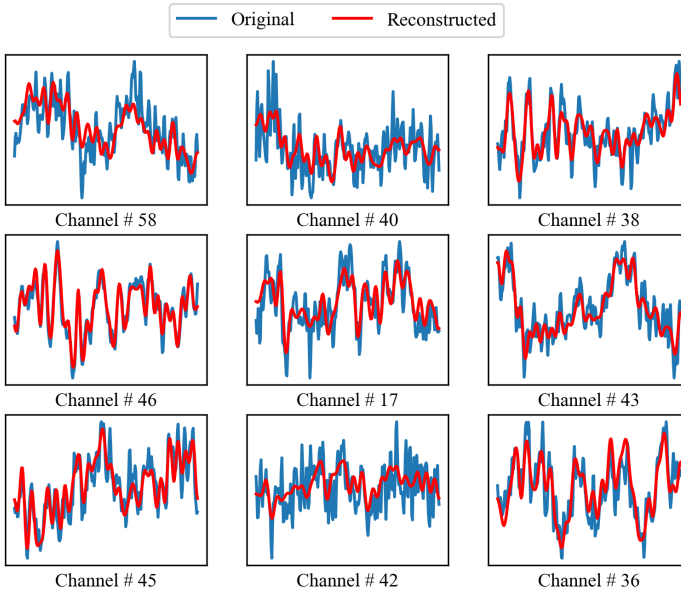 Original Reconstructed
Channel # 58 Channel # 40 Channel # 38
Channel # 46 Channel # 17 Channel # 43
Channel # 45 Channel # 42 Channel # 36